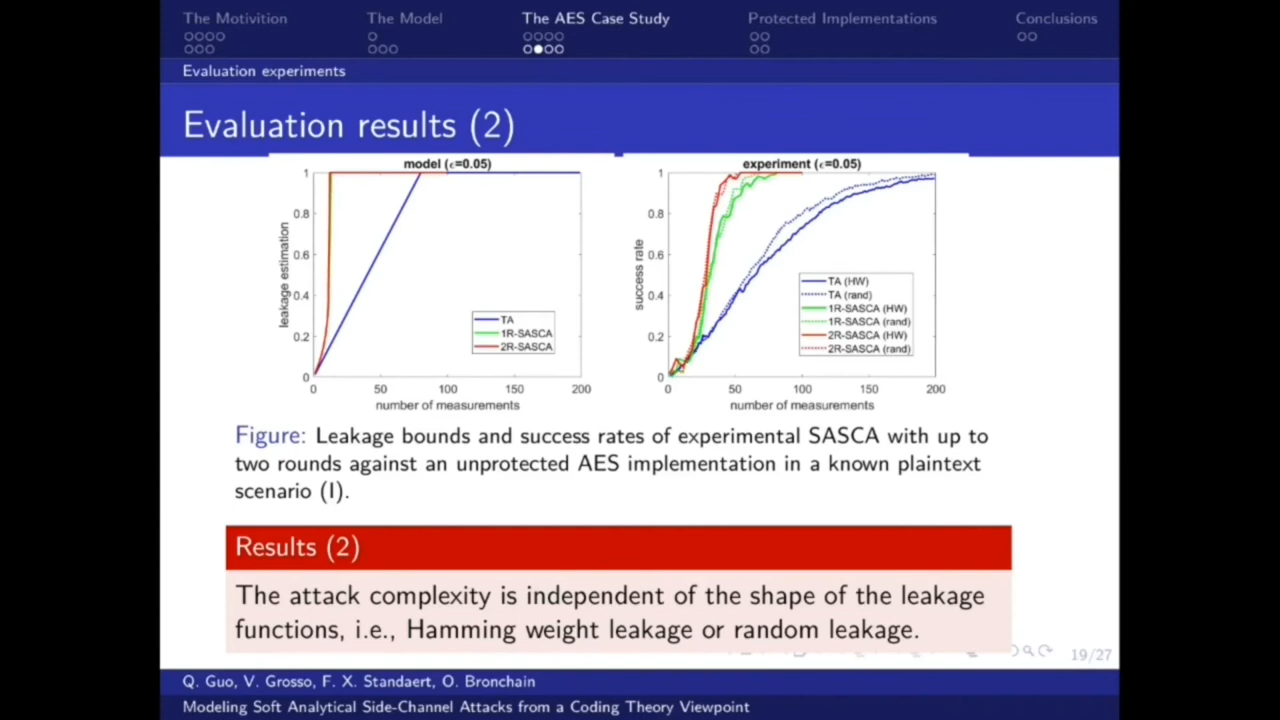 The Motivition The Model The AES Case Study Protected Implementations Conclusions
Evaluation experiments
Evaluation results (2)
model (ϵ=0.05)
1
0.8
0.6
0.4
0.2
0
leakage estimation
TA
1R-SASCA
2R-SASCA
0 50 100 150 200
number of measurements
experiment (ϵ=0.05)
1
0.8
0.6
0.4
0.2
0
success rate
TA (HW)
TA (rand)
1R-SASCA (HW)
1R-SASCA (rand)
2R-SASCA (HW)
2R-SASCA (rand)
0 50 100 150 200
number of measurements
Figure: Leakage bounds and success rates of experimental SASCA with up to
two rounds against an unprotected AES implementation in a known plaintext
scenario (I).
Results (2)
The attack complexity is independent of the shape of the leakage
functions, i.e., Hamming weight leakage or random leakage.
19/27
Q. Guo, V. Grosso, F. X. Standaert, O. Bronchain
Modeling Soft Analytical Side-Channel Attacks from a Coding Theory Viewpoint